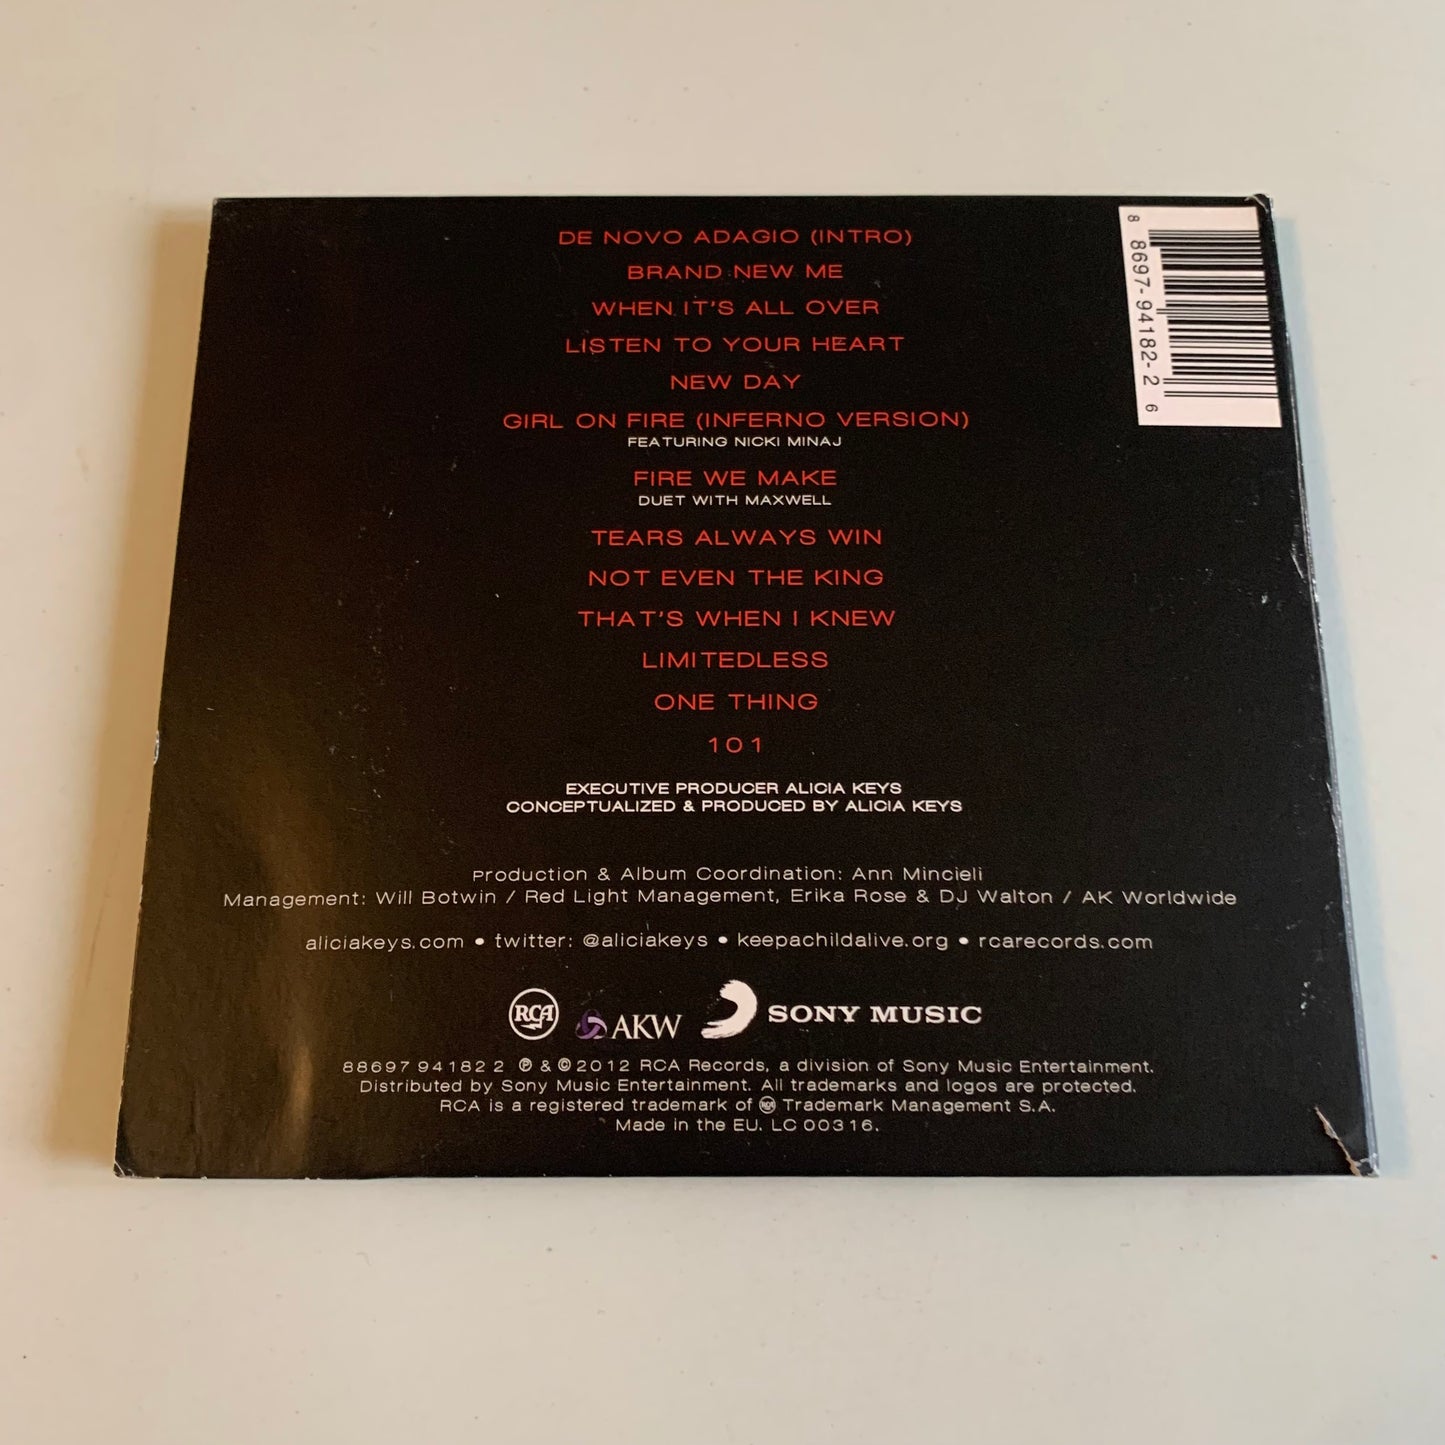 DE NOVO ADAGIO (INTRO)
BRAND NEW ME
WHEN IT'S ALL OVER
LISTEN TO YOUR HEART
NEW DAY
GIRL ON FIRE (INFERNO VERSION)
FEATURING NICKI MINAJ
FIRE WE MAKE
DUET WITH MAXWELL
TEARS ALWAYS WIN
NOT EVEN THE KING
THAT'S WHEN I KNEW
LIMITEDLESS
ONE THING
101
EXECUTIVE PRODUCER ALICIA KEYS
CONCEPTUALIZED & PRODUCED BY ALICIA KEYS
Production & Album Coordination: Ann Mincieli
Management: Will Botwin / Red Light Management, Erika Rose & DJ Walton / AK Worldwide
aliciakeys.com • twitter: @aliciakeys • keepachildalive.org • rcarecords.com
RCA AKW SONY MUSIC
88697 94182 2 ℗ & © 2012 RCA Records, a division of Sony Music Entertainment.
Distributed by Sony Music Entertainment. All trademarks and logos are protected.
RCA is a registered trademark of RCA Trademark Management S.A.
Made in the EU. LC 00316.
8 8697-94182-2 6